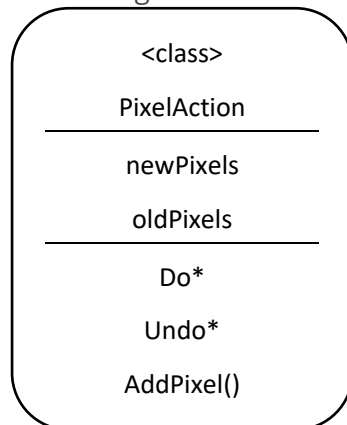 <class>
PixelAction
newPixels
oldPixels
Do*
Undo*
AddPixel()